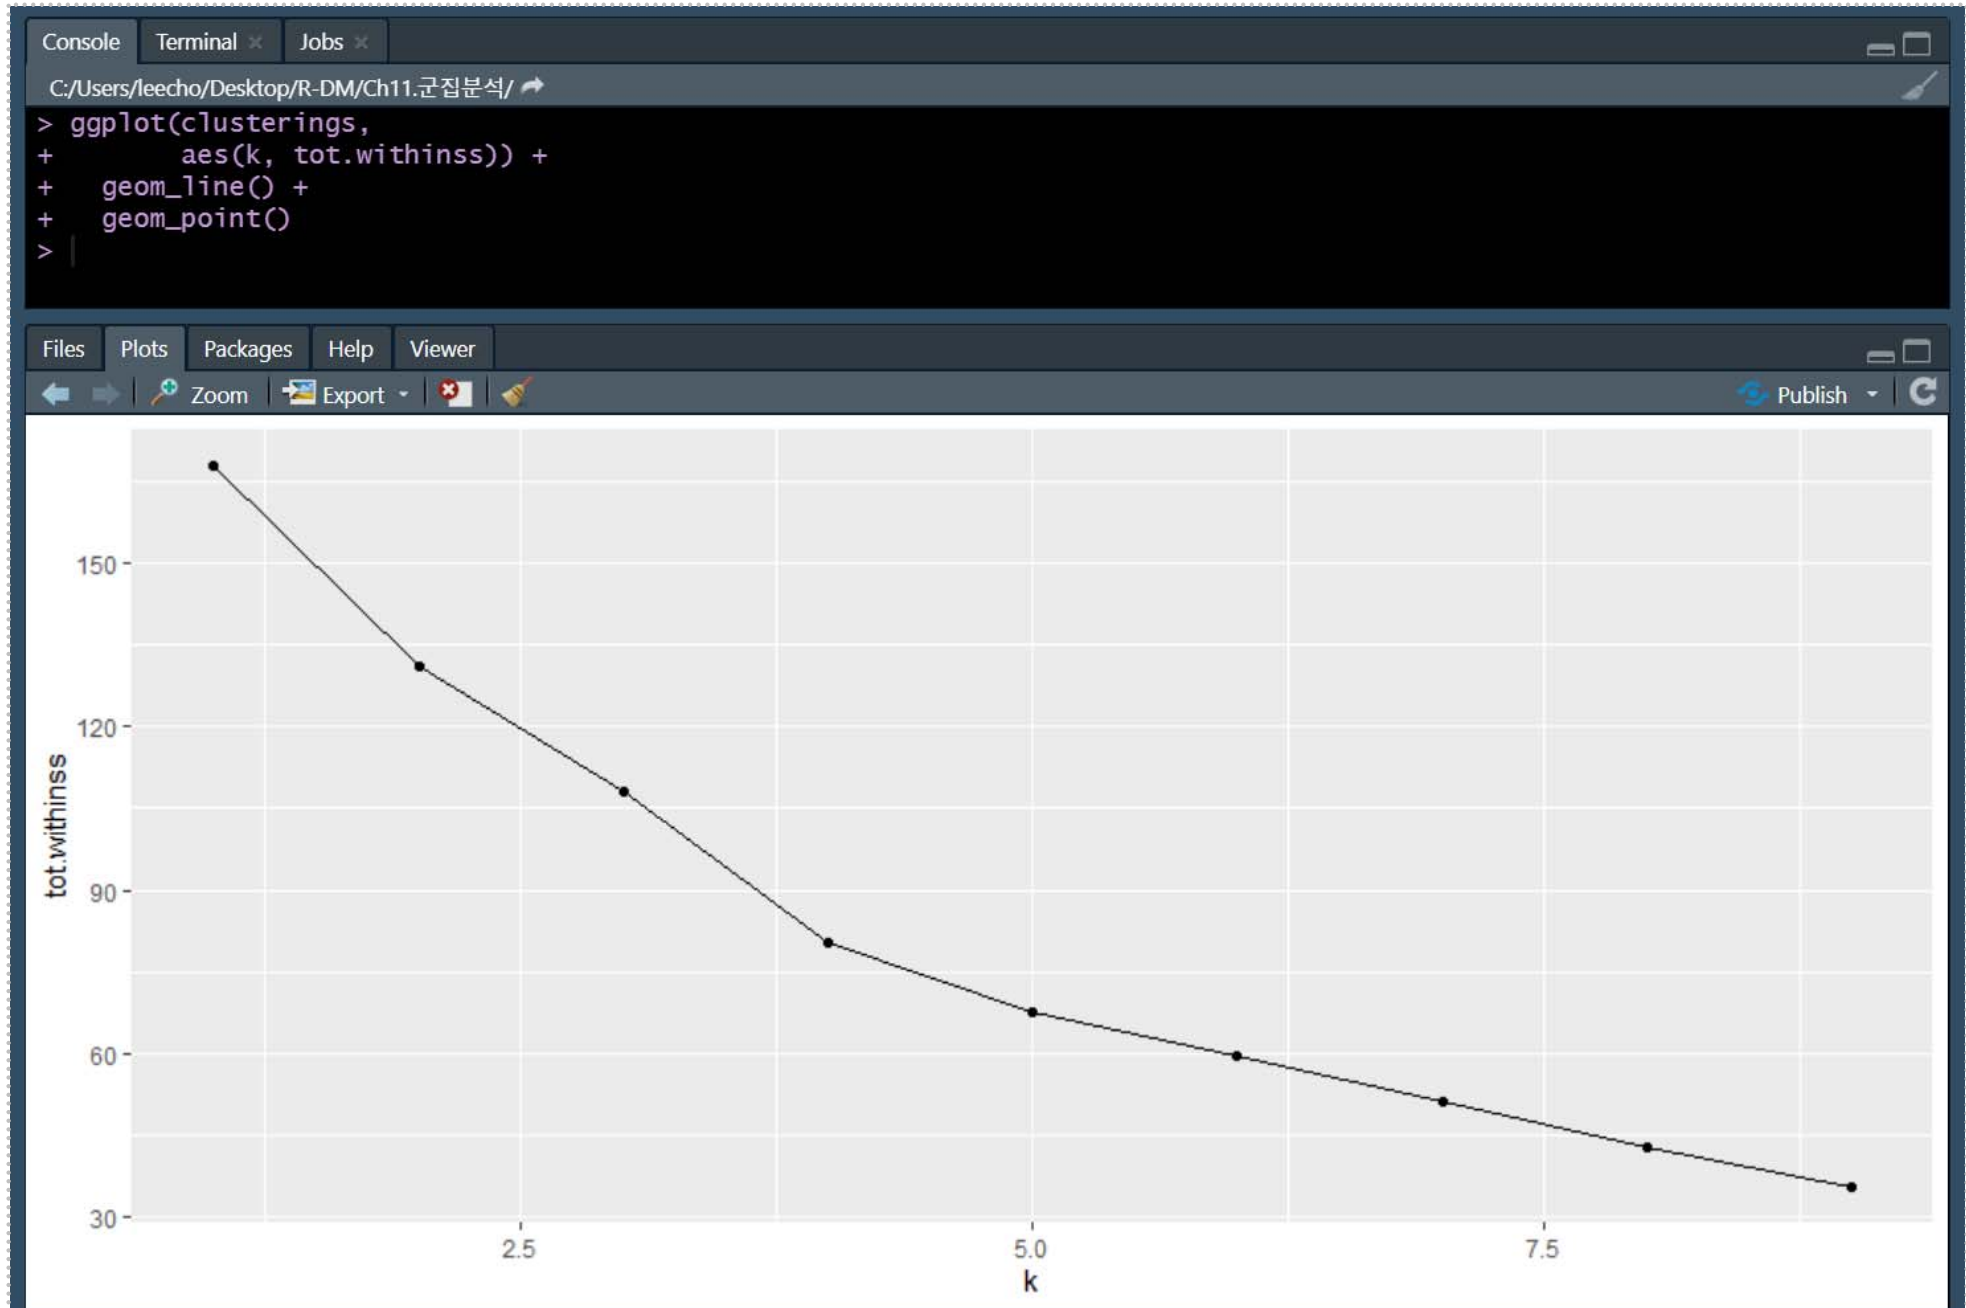 Console Terminal Jobs
C:/Users/leecho/Desktop/R-DM/Ch11.군집분석/
> ggplot(clusterings,
+        aes(k, tot.withinss)) +
+   geom_line() +
+   geom_point()
>
Files Plots Packages Help Viewer
Zoom Export Publish
150
120
90
60
30
tot.withinss
2.5 5.0 7.5
k